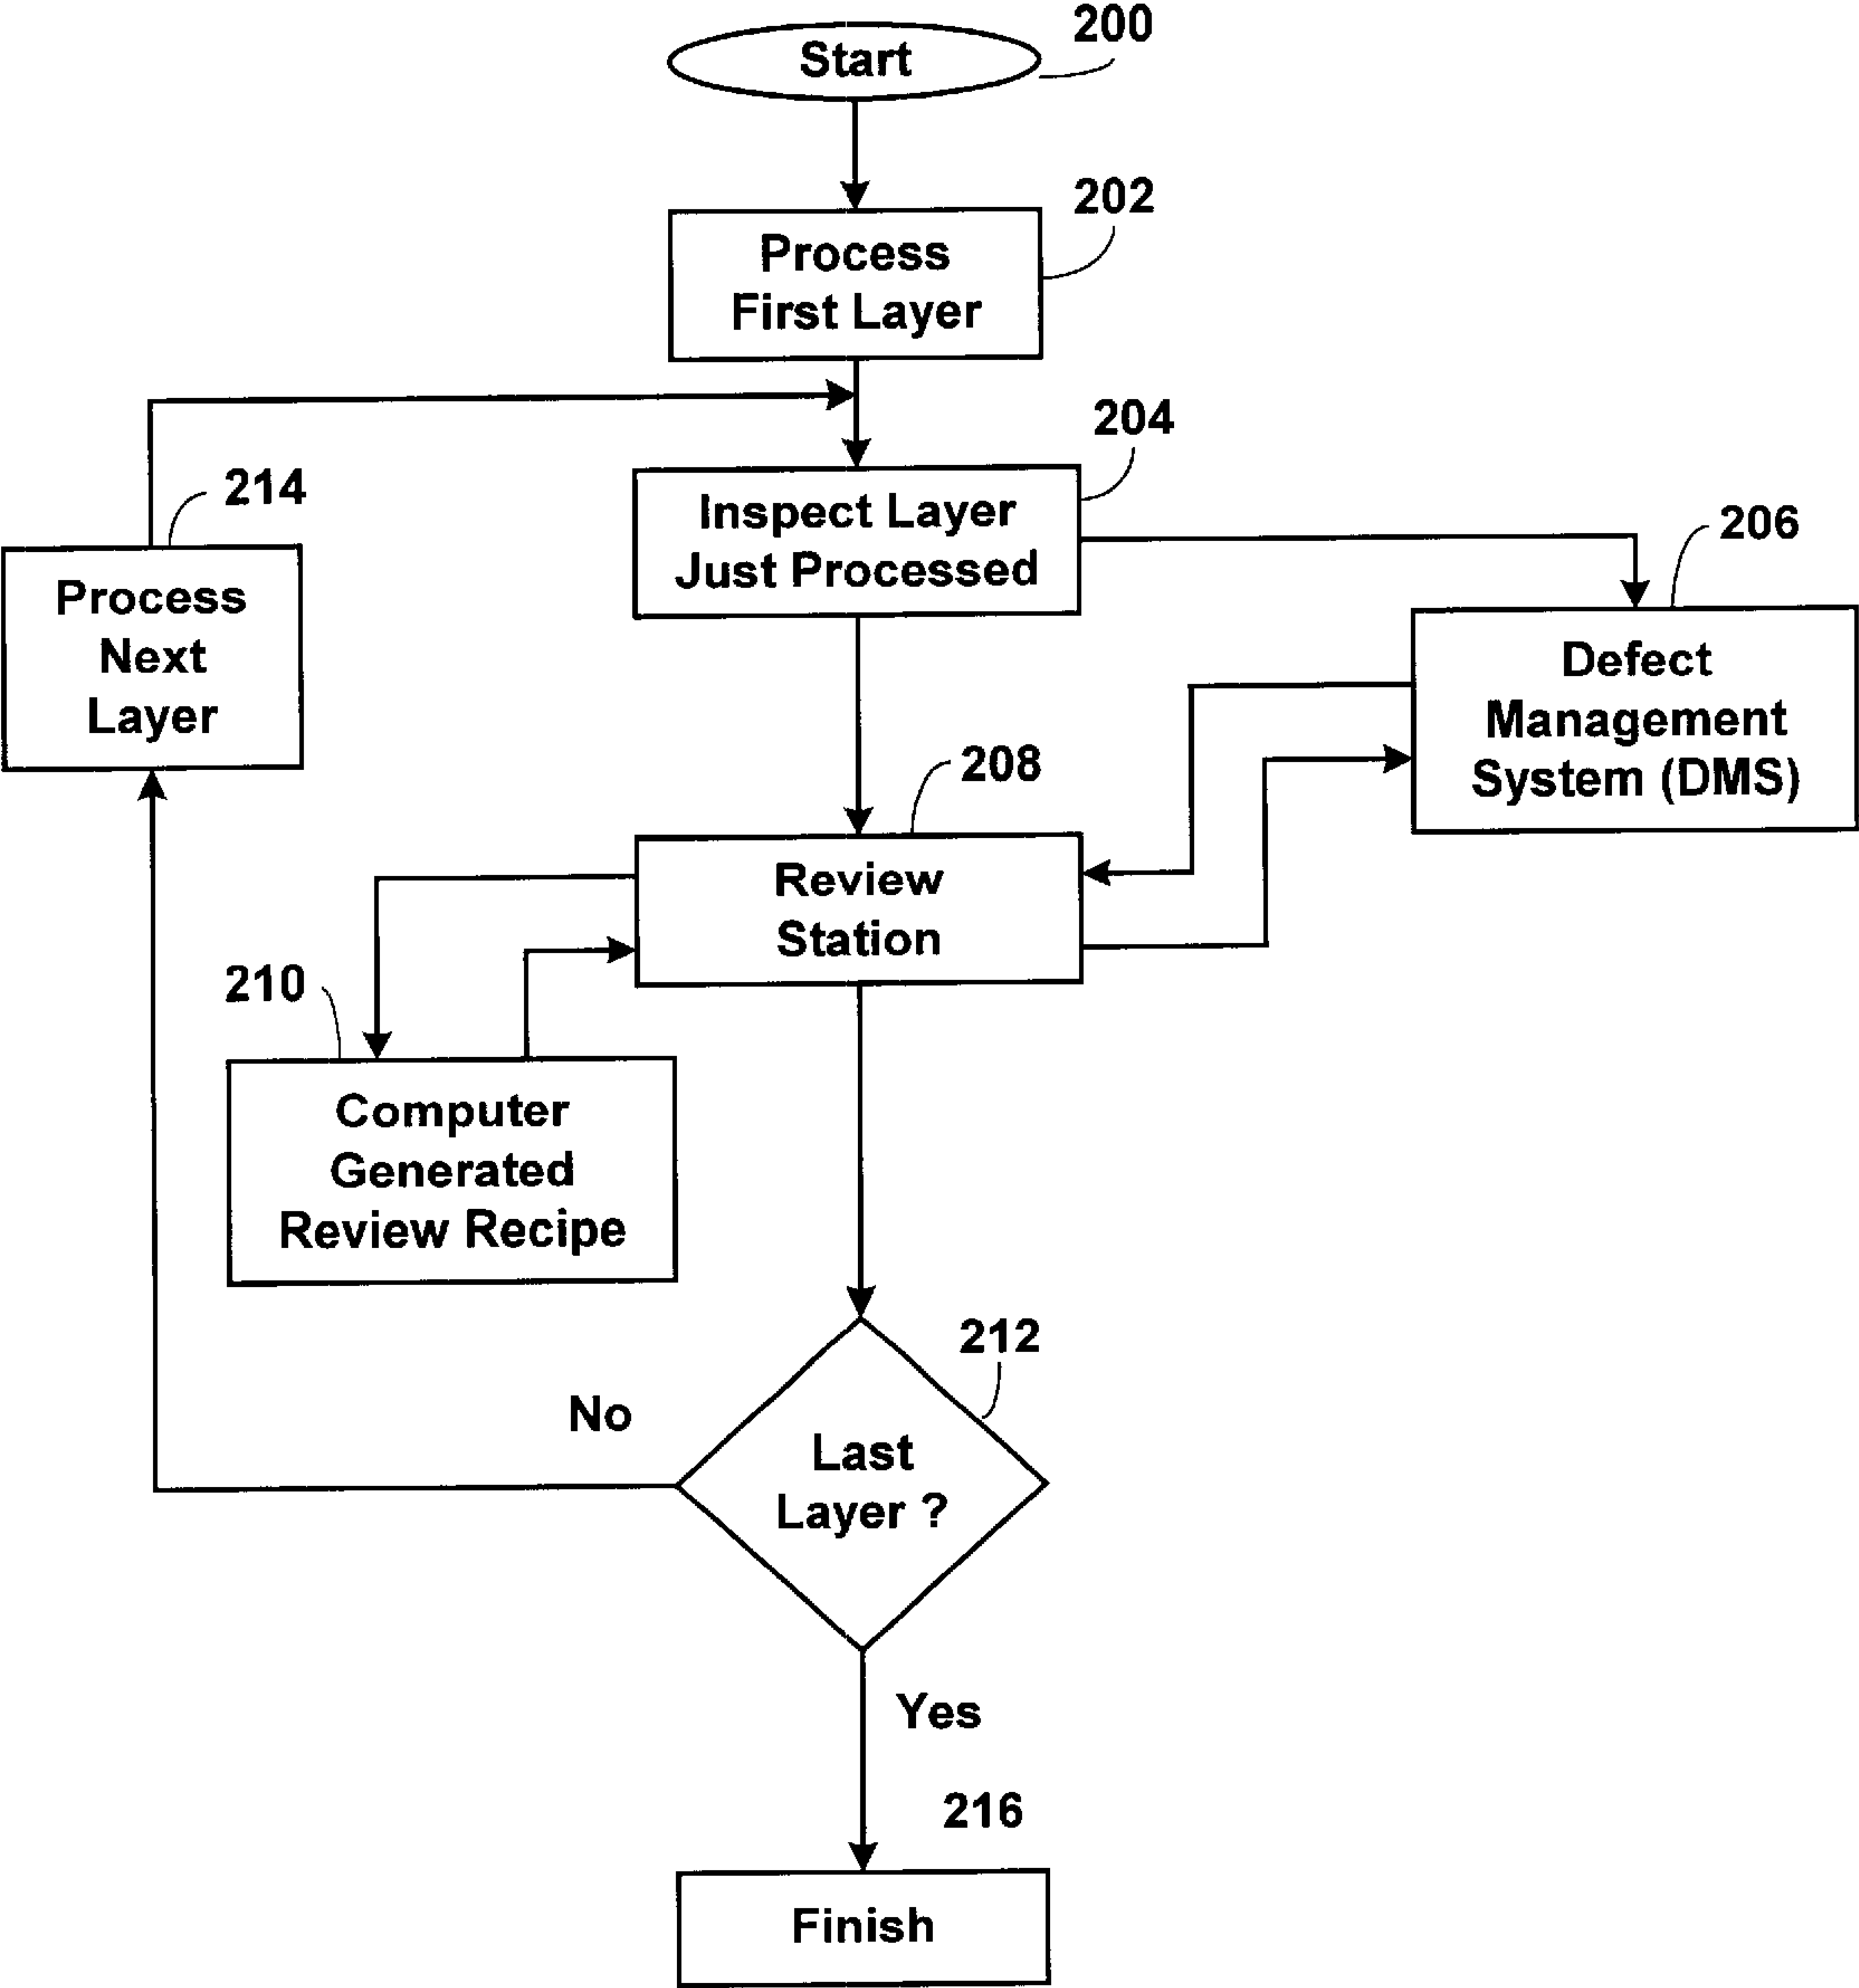 Start
200
202
Process
First Layer
204
214
Inspect Layer
Just Processed
206
Process
Next
Layer
Defect
Management
System (DMS)
208
Review
Station
210
Computer
Generated
Review Recipe
212
No
Last
Layer ?
Yes
216
Finish